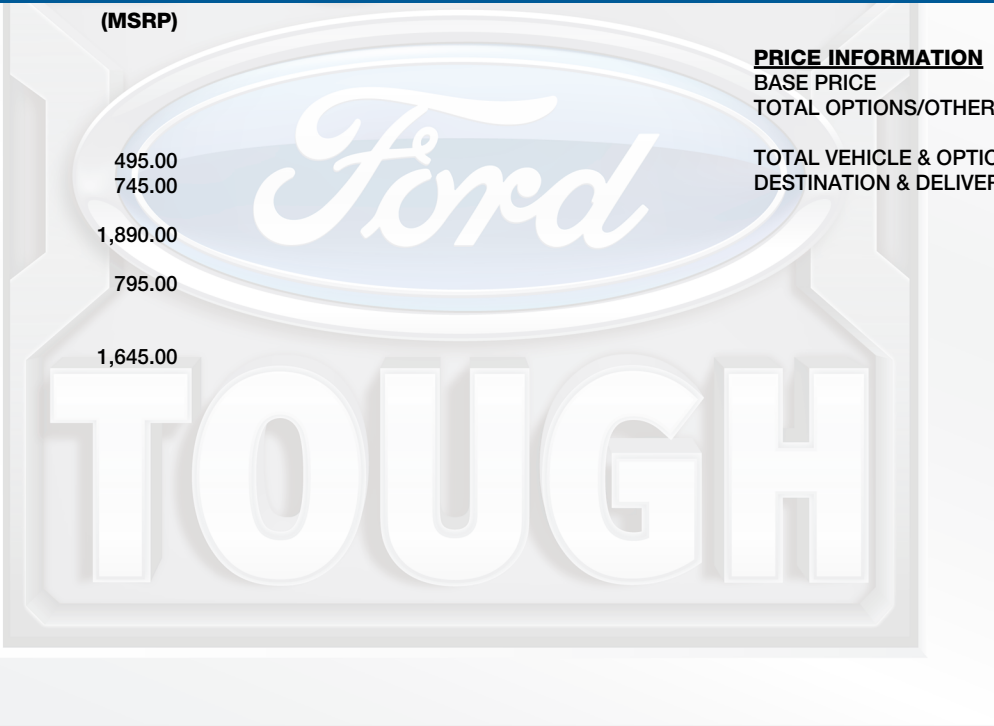 (MSRP)
495.00
745.00
1,890.00
795.00
1,645.00
PRICE INFORMATION
BASE PRICE
TOTAL OPTIONS/OTHER
TOTAL VEHICLE & OPTIO
DESTINATION & DELIVER
Ford
TOUGH